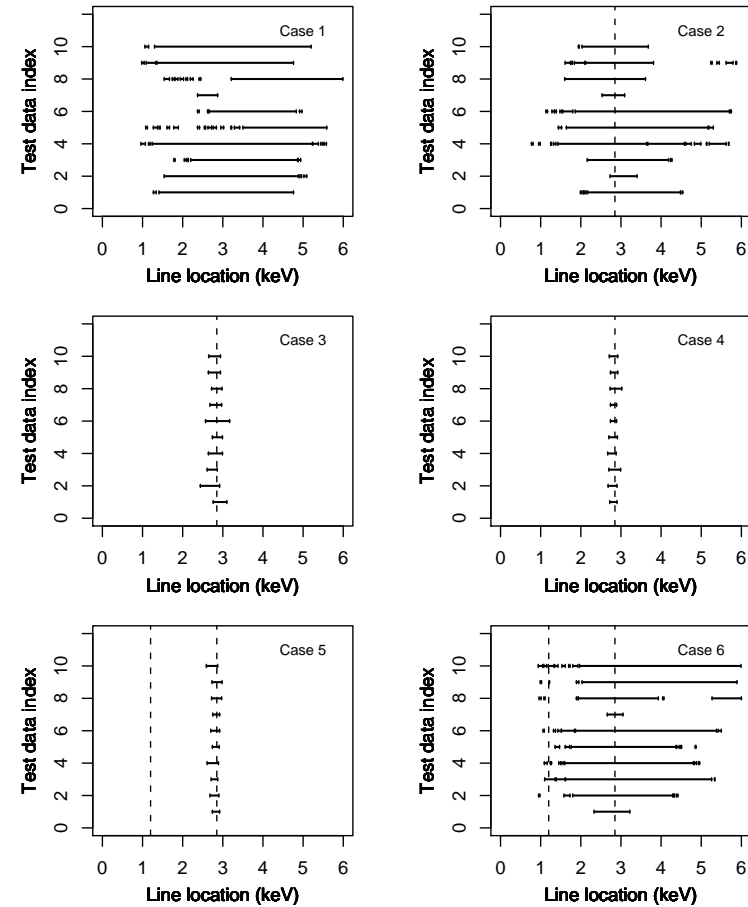 Case 1
Test data index
0 2 4 6 8 10
0 1 2 3 4 5 6
Line location (keV)
Case 2
Test data index
0 2 4 6 8 10
0 1 2 3 4 5 6
Line location (keV)
Case 3
Test data index
0 2 4 6 8 10
0 1 2 3 4 5 6
Line location (keV)
Case 4
Test data index
0 2 4 6 8 10
0 1 2 3 4 5 6
Line location (keV)
Case 5
Test data index
0 2 4 6 8 10
0 1 2 3 4 5 6
Line location (keV)
Case 6
Test data index
0 2 4 6 8 10
0 1 2 3 4 5 6
Line location (keV)